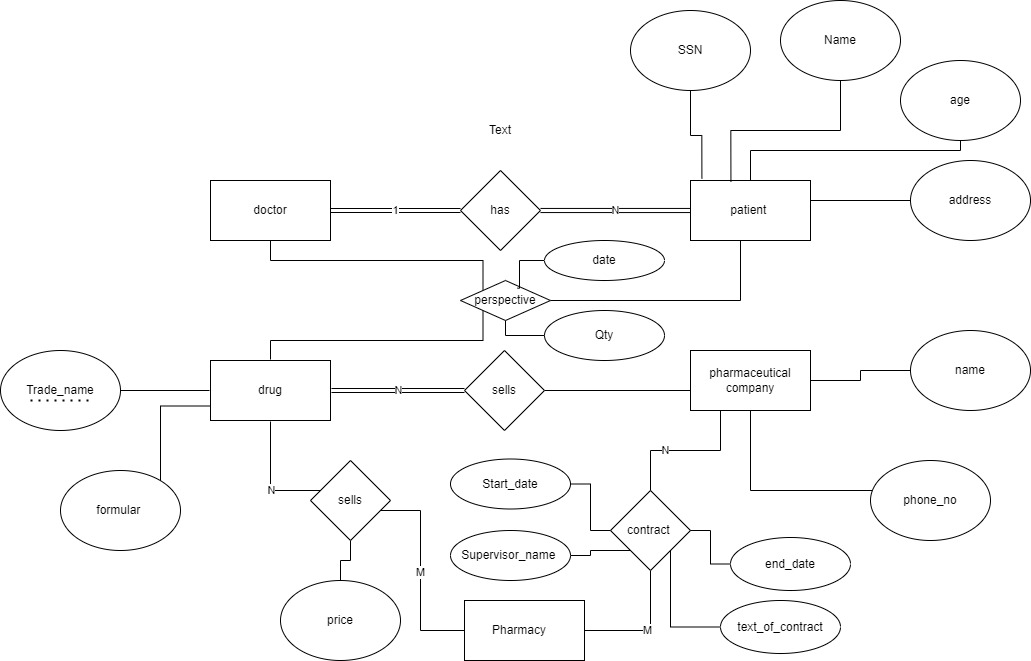 SSN
Name
age
Text
doctor
1
has
N
patient
address
date
perspective
Qty
Trade_name
drug
N
sells
pharmaceutical
company
name
N
Start_date
N
sells
phone_no
formular
contract
Supervisor_name
end_date
M
price
Pharmacy
M
text_of_contract